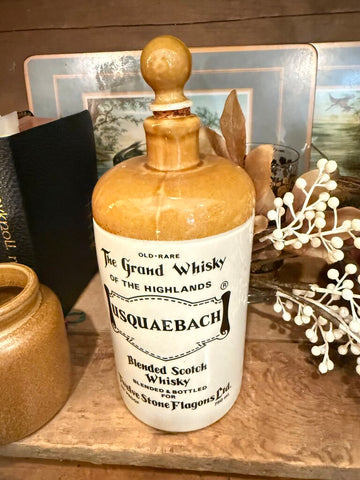 OLD·RARE
The Grand Whisky
OF THE HIGHLANDS ®
USQUAEBACH
Blended Scotch
Whisky
BLENDED & BOTTLED
FOR
Stone Flagons Ltd.